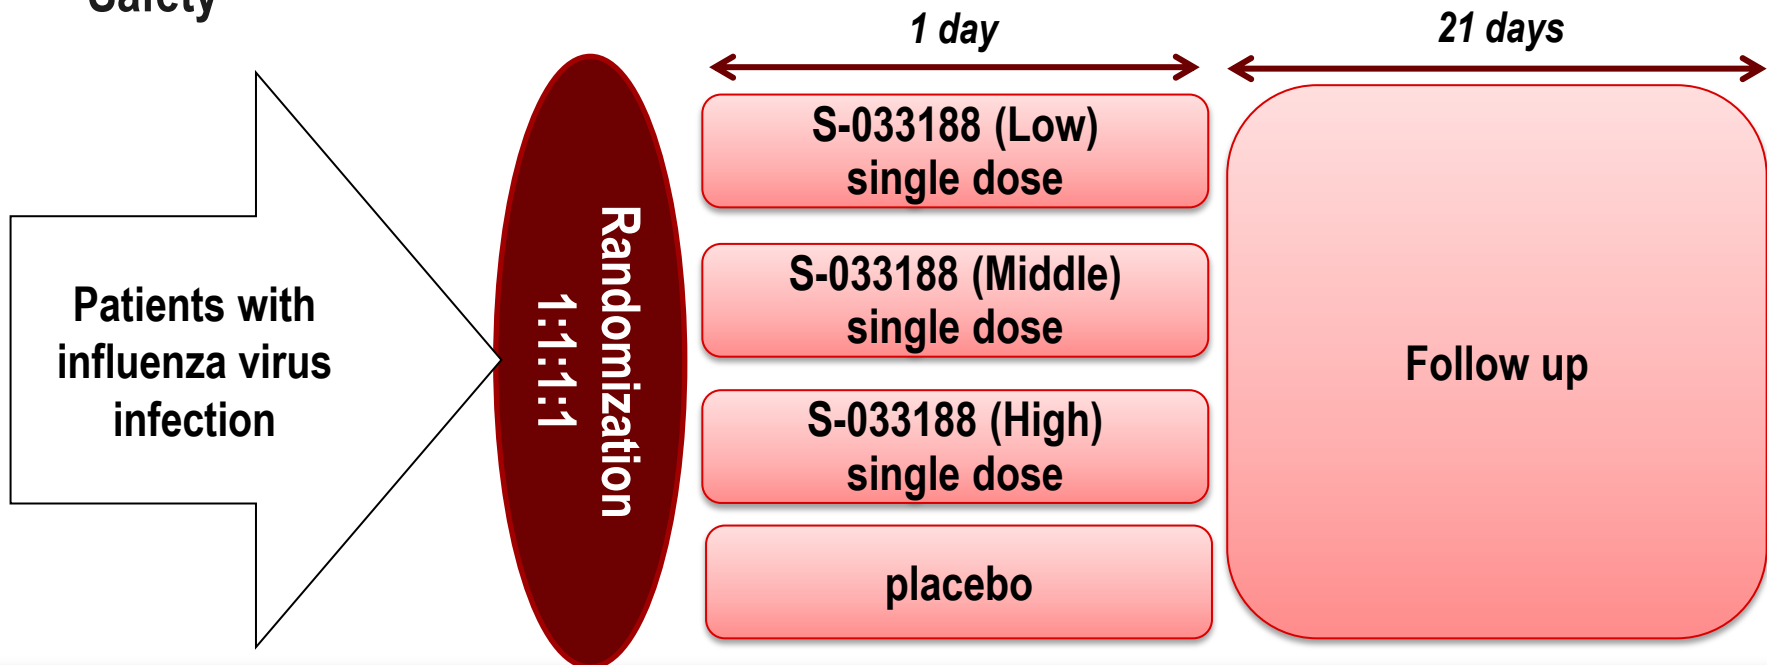 Safety
1 day
21 days
Patients with
influenza virus
infection
Randomization
1:1:1:1
S-033188 (Low)
single dose
S-033188 (Middle)
single dose
S-033188 (High)
single dose
placebo
Follow up